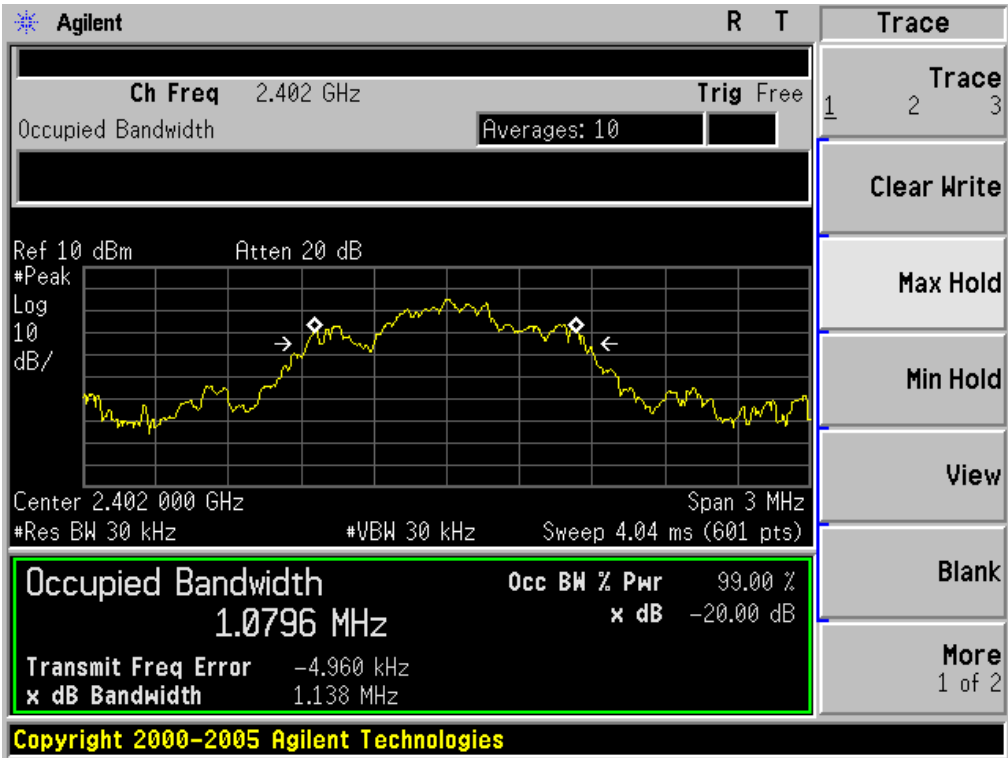 Agilent R T
Ch Freq 2.402 GHz Trig Free
Occupied Bandwidth Averages: 10
Ref 10 dBm Atten 20 dB
#Peak
Log
10
dB/
Center 2.402 000 GHz Span 3 MHz
#Res BW 30 kHz #VBW 30 kHz Sweep 4.04 ms (601 pts)
Occupied Bandwidth Occ BW % Pwr 99.00 %
1.0796 MHz x dB -20.00 dB
Transmit Freq Error -4.960 kHz
x dB Bandwidth 1.138 MHz
Copyright 2000-2005 Agilent Technologies
Trace
Trace
1 2 3
Clear Write
Max Hold
Min Hold
View
Blank
More
1 of 2